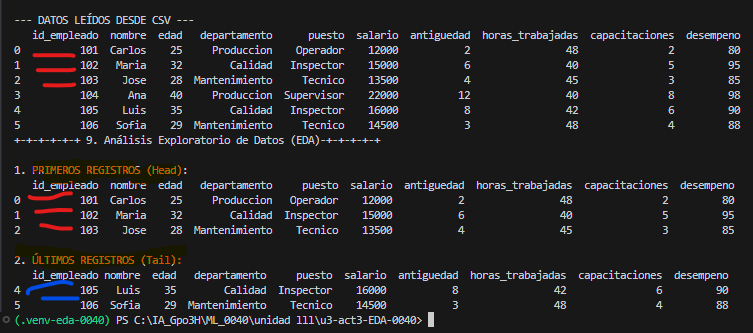 --- DATOS LEÍDOS DESDE CSV ---
id_empleado nombre edad departamento puesto salario antiguedad horas_trabajadas capacitaciones desempeno
0 101 Carlos 25 Produccion Operador 12000 2 48 2 80
1 102 Maria 32 Calidad Inspector 15000 6 40 5 95
2 103 Jose 28 Mantenimiento Tecnico 13500 4 45 3 85
3 104 Ana 40 Produccion Supervisor 22000 12 40 8 98
4 105 Luis 35 Calidad Inspector 16000 8 42 6 90
5 106 Sofia 29 Mantenimiento Tecnico 14500 3 48 4 88
+-+-+-+-+-+ 9. Análisis Exploratorio de Datos (EDA)-+-+-+-+-+
1. PRIMEROS REGISTROS (Head):
id_empleado nombre edad departamento puesto salario antiguedad horas_trabajadas capacitaciones desempeno
0 101 Carlos 25 Produccion Operador 12000 2 48 2 80
1 102 Maria 32 Calidad Inspector 15000 6 40 5 95
2 103 Jose 28 Mantenimiento Tecnico 13500 4 45 3 85
2. ÚLTIMOS REGISTROS (Tail):
id_empleado nombre edad departamento puesto salario antiguedad horas_trabajadas capacitaciones desempeno
4 105 Luis 35 Calidad Inspector 16000 8 42 6 90
5 106 Sofia 29 Mantenimiento Tecnico 14500 3 48 4 88
(.venv-eda-0040) PS C:\IA_Gpo3H\ML_0040\unidad lll\u3-act3-EDA-0040>